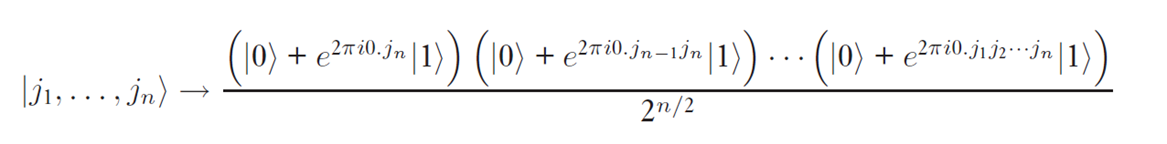 $|j_1, \ldots, j_n\rangle \rightarrow \frac{\left(|0\rangle + e^{2\pi i 0.j_n}|1\rangle\right)\left(|0\rangle + e^{2\pi i 0.j_{n-1}j_n}|1\rangle\right)\cdots\left(|0\rangle + e^{2\pi i 0.j_1 j_2 \cdots j_n}|1\rangle\right)}{2^{n/2}}$